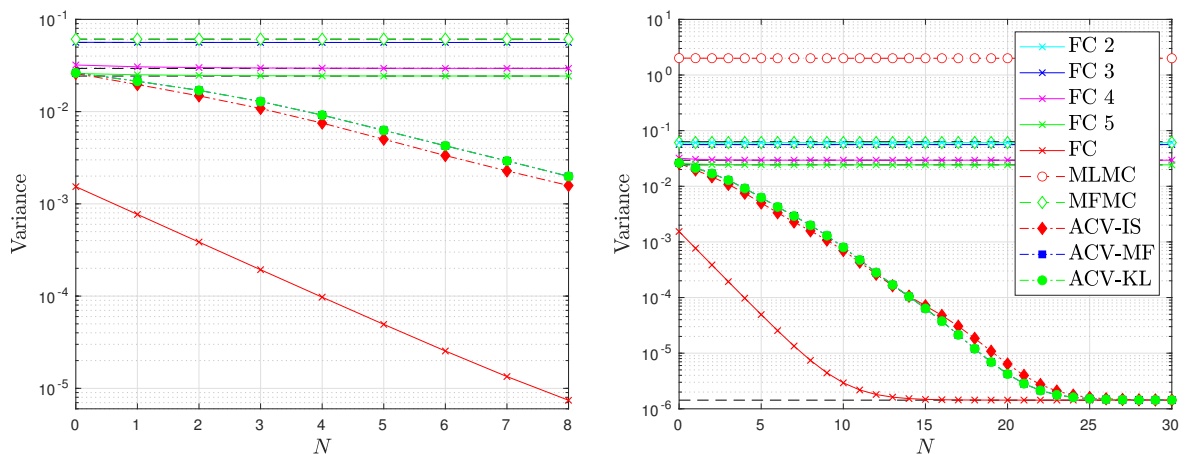 10^{-1}
10^{-2}
10^{-3}
10^{-4}
10^{-5}
Variance
0 1 2 3 4 5 6 7 8
N
10^{1}
10^{0}
10^{-1}
10^{-2}
10^{-3}
10^{-4}
10^{-5}
10^{-6}
Variance
0 5 10 15 20 25 30
N
FC 2
FC 3
FC 4
FC 5
FC
MLMC
MFMC
ACV-IS
ACV-MF
ACV-KL